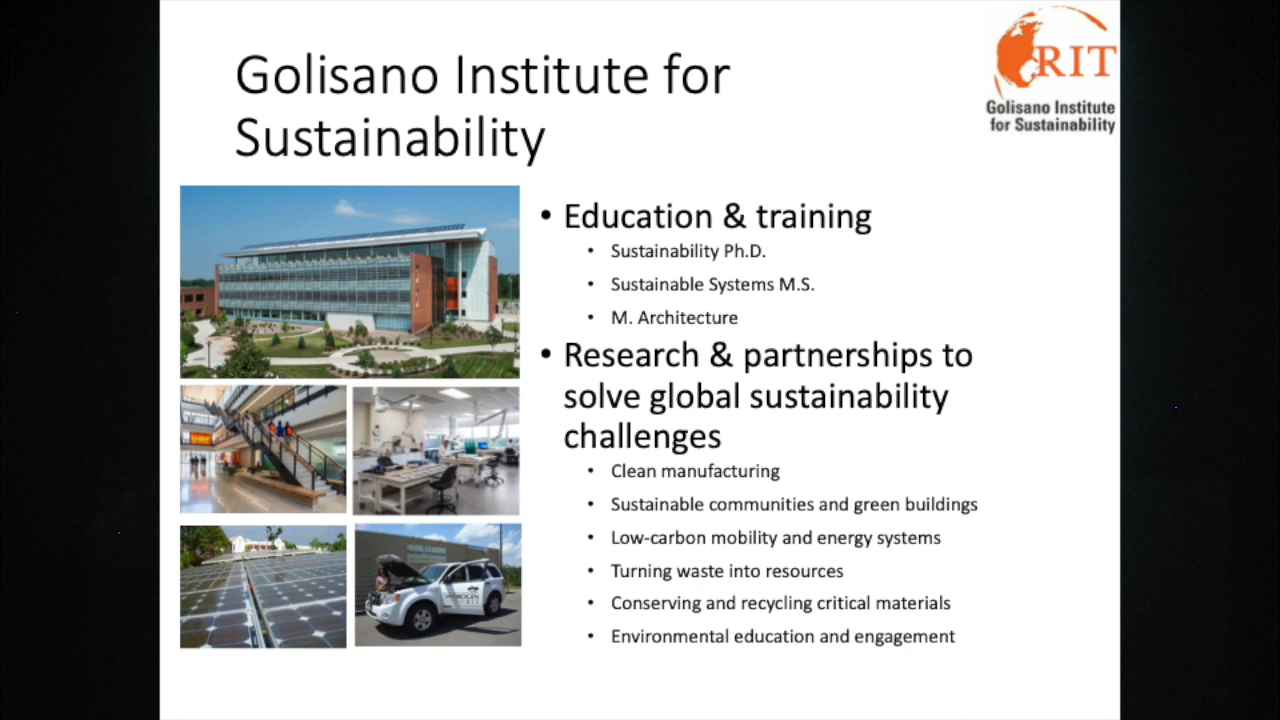 Golisano Institute for
Sustainability
RIT
Golisano Institute
for Sustainability
• Education & training
• Sustainability Ph.D.
• Sustainable Systems M.S.
• M. Architecture
• Research & partnerships to
solve global sustainability
challenges
• Clean manufacturing
• Sustainable communities and green buildings
• Low-carbon mobility and energy systems
• Turning waste into resources
• Conserving and recycling critical materials
• Environmental education and engagement
HYDROGEN